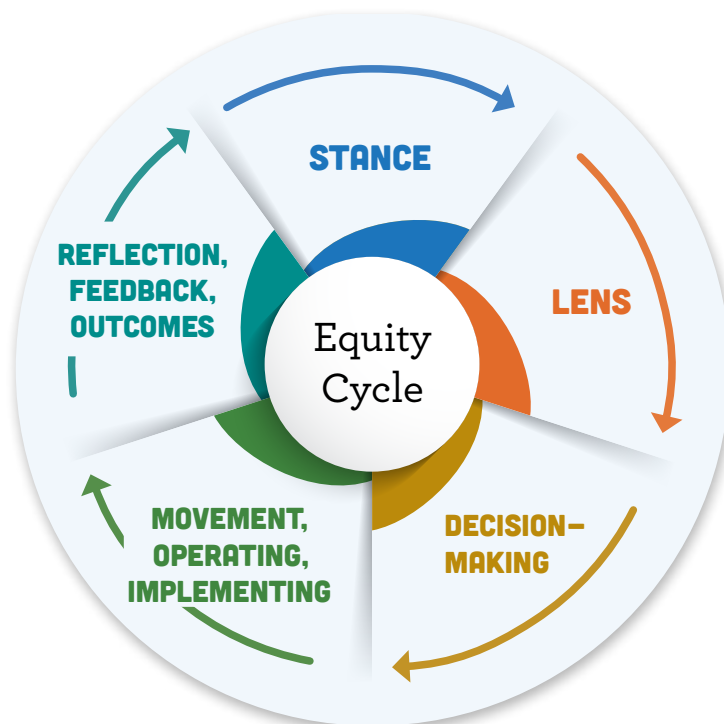 STANCE
LENS
DECISION-
MAKING
MOVEMENT,
OPERATING,
IMPLEMENTING
REFLECTION,
FEEDBACK,
OUTCOMES
Equity
Cycle